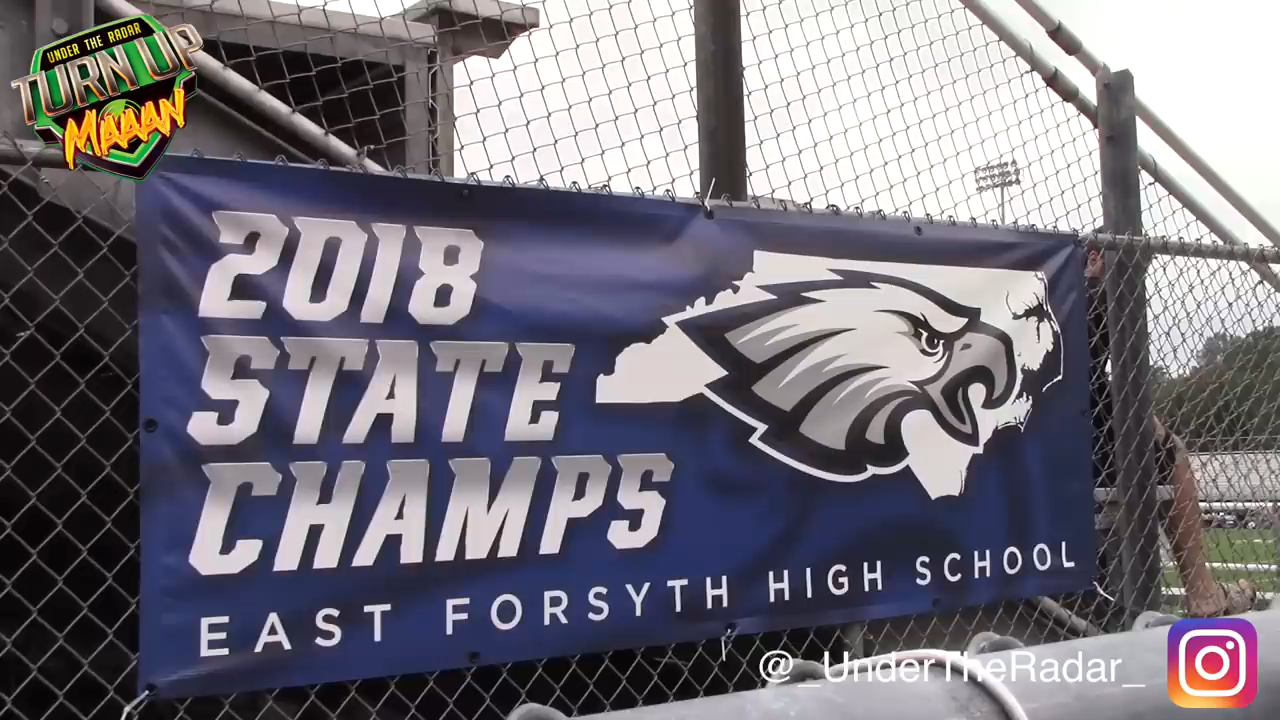 UNDER THE RADAR
TURN UP
MAAAN
2018
STATE
CHAMPS
EAST FORSYTH HIGH SCHOOL
@_UnderTheRadar_